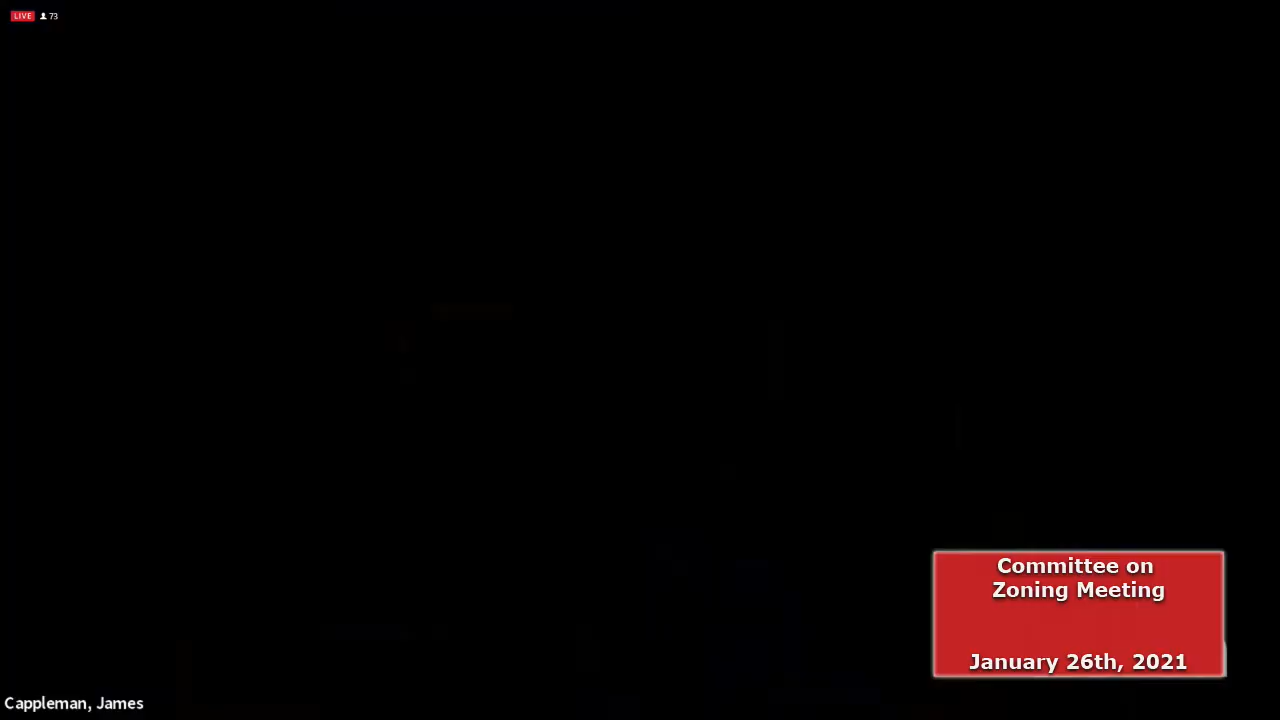 LIVE 73
Committee on
Zoning Meeting
January 26th, 2021
Cappleman, James